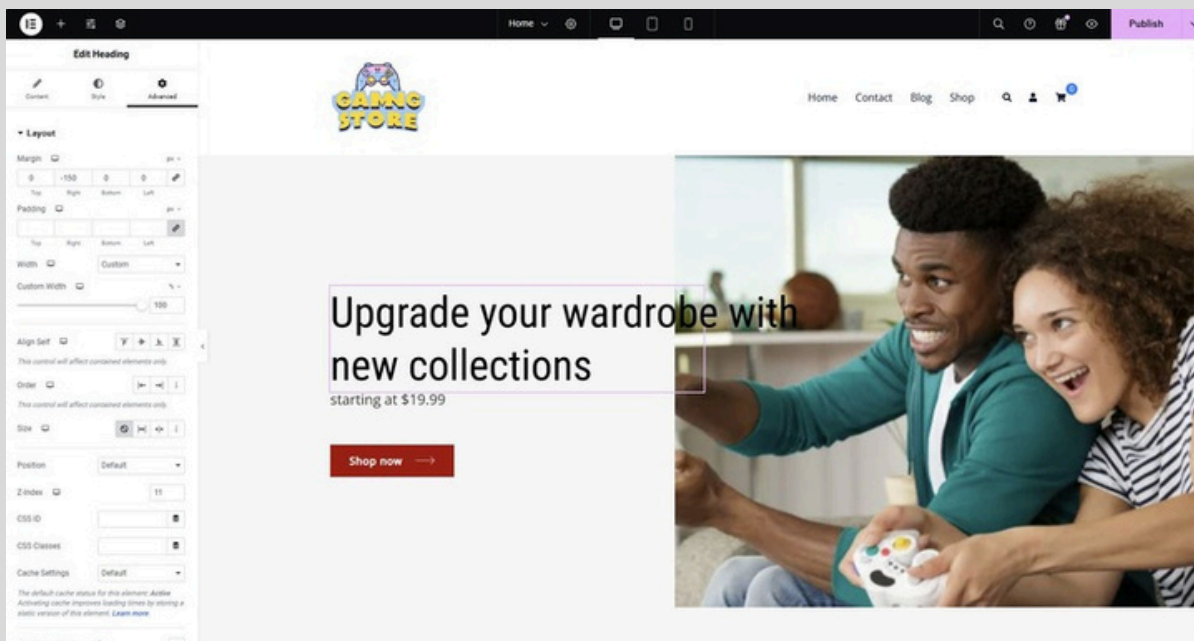 Home
Publish
Edit Heading
Content
Style
Advanced
GAMNG
STORE
Home Contact Blog Shop
0
Layout
Margin
px
0 -150 0 0
Top Right Bottom Left
Padding
px
Top Right Bottom Left
Width
Custom
Custom Width
%
100
Align Self
This control will affect contained elements only.
Order
This control will affect contained elements only.
Size
Position
Default
Z-Index
11
CSS ID
CSS Classes
Cache Settings
Default
The default cache status for this element: Active
Activating cache improves loading times by storing a
static version of this element. Learn more
Upgrade your wardrobe with
new collections
starting at $19.99
Shop now